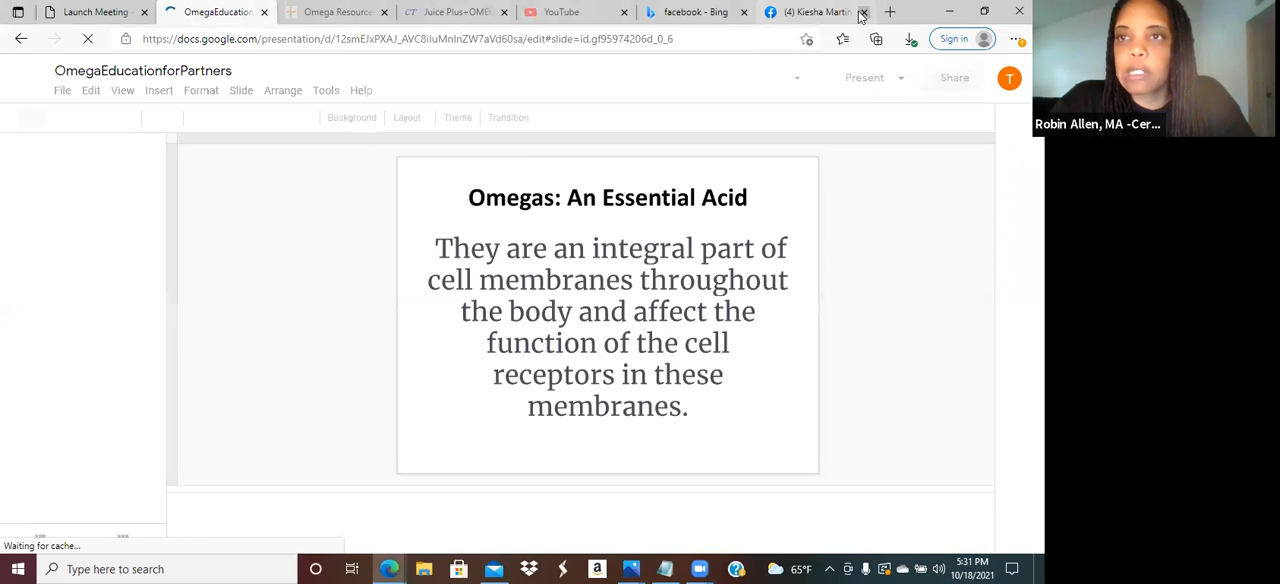 Launch Meeting -
OmegaEducation
Omega Resource
CT Juice Plus+OME
YouTube
facebook - Bing
(4) Kiesha Martin
https://docs.google.com/presentation/d/12smEJxPXAJ_AVC8iIuMnInZW7aVd60sa/edit#slide=id.gf95974206d_0_6
Sign in
OmegaEducationforPartners
File Edit View Insert Format Slide Arrange Tools Help
Present
Share
T
Background Layout Theme Transition
Omegas: An Essential Acid
They are an integral part of
cell membranes throughout
the body and affect the
function of the cell
receptors in these
membranes.
Robin Allen, MA -Cer...
Waiting for cache...
Type here to search
65°F
5:31 PM
10/18/2021